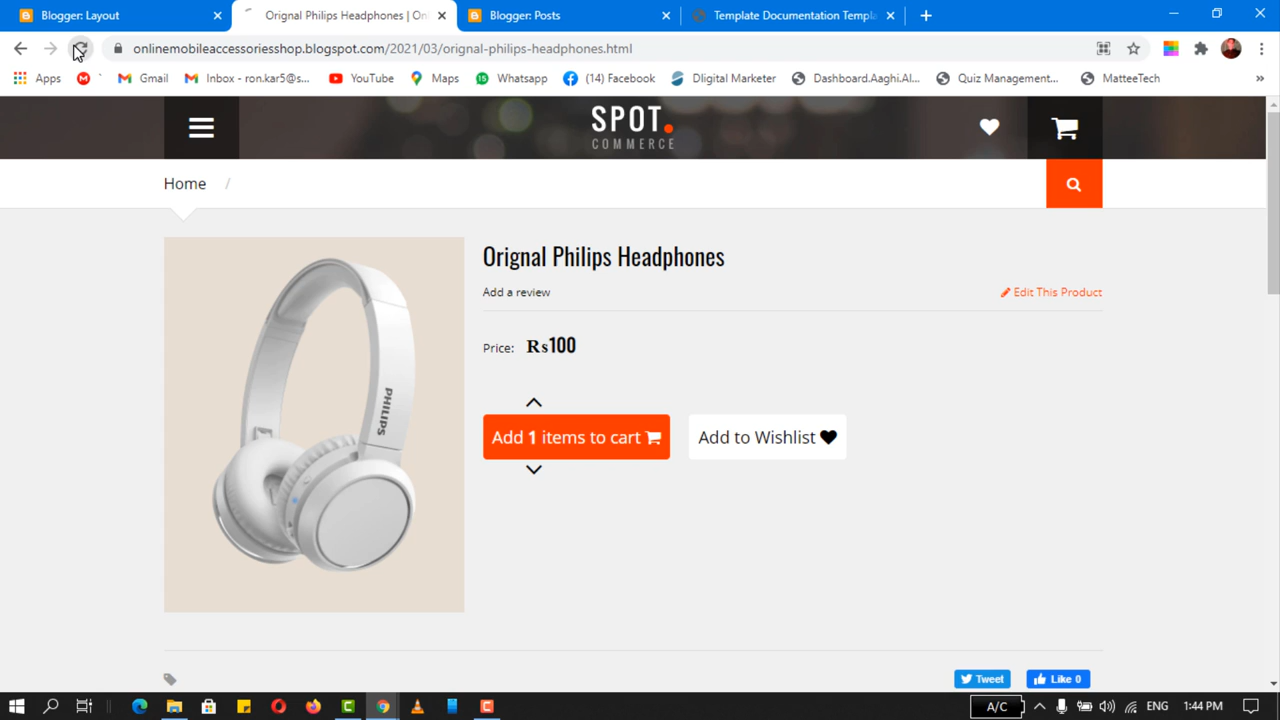 Blogger: Layout
Orignal Philips Headphones | Onl
Blogger: Posts
Template Documentation Templa
onlinemobileaccessoriesshop.blogspot.com/2021/03/orignal-philips-headphones.html
Apps
Gmail
Inbox - ron.kar5@s...
YouTube
Maps
Whatsapp
(14) Facebook
DIigital Marketer
Dashboard.Aaghi.Al...
Quiz Management...
MatteeTech
»
SPOT.
COMMERCE
Home /
Orignal Philips Headphones
Add a review
Edit This Product
Price: Rs100
Add 1 items to cart
Add to Wishlist
PHILIPS
Tweet
Like 0
A/C
ENG
1:44 PM